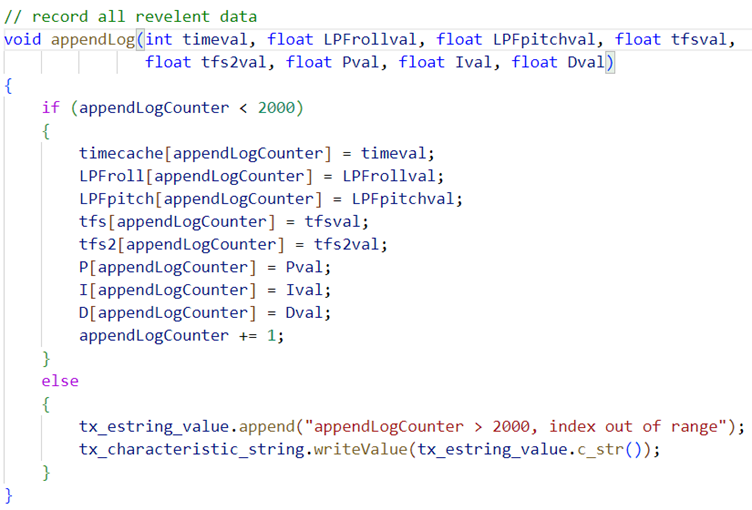 // record all revelent data
void appendLog(int timeval, float LPFrollval, float LPFpitchval, float tfsval,
               float tfs2val, float Pval, float Ival, float Dval)
{
    if (appendLogCounter < 2000)
    {
        timecache[appendLogCounter] = timeval;
        LPFroll[appendLogCounter] = LPFrollval;
        LPFpitch[appendLogCounter] = LPFpitchval;
        tfs[appendLogCounter] = tfsval;
        tfs2[appendLogCounter] = tfs2val;
        P[appendLogCounter] = Pval;
        I[appendLogCounter] = Ival;
        D[appendLogCounter] = Dval;
        appendLogCounter += 1;
    }
    else
    {
        tx_estring_value.append("appendLogCounter > 2000, index out of range");
        tx_characteristic_string.writeValue(tx_estring_value.c_str());
    }
}